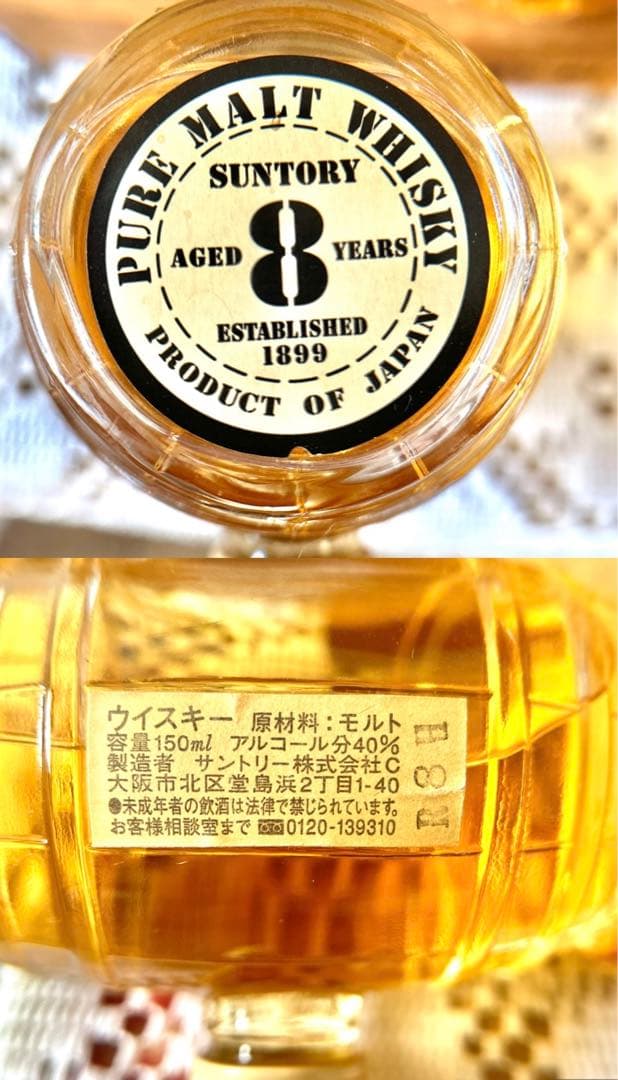 PURE MALT WHISKY
SUNTORY
AGED 8 YEARS
ESTABLISHED
1899
PRODUCT OF JAPAN
ウイスキー 原材料:モルト
容量150ml アルコール分40%
製造者 サントリー株式会社C
大阪市北区堂島浜2丁目1-40
●未成年者の飲酒は法律で禁じられています。
お客様相談室まで 0120-139310